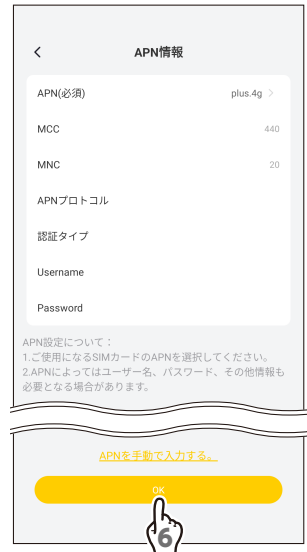 APN情報
APN(必須) plus.4g
MCC 440
MNC 20
APNプロトコル
認証タイプ
Username
Password
APN設定について：
1.ご使用になるSIMカードのAPNを選択してください。
2.APNによってはユーザー名、パスワード、その他情報も
必要となる場合があります。
APNを手動で入力する。
OK
6